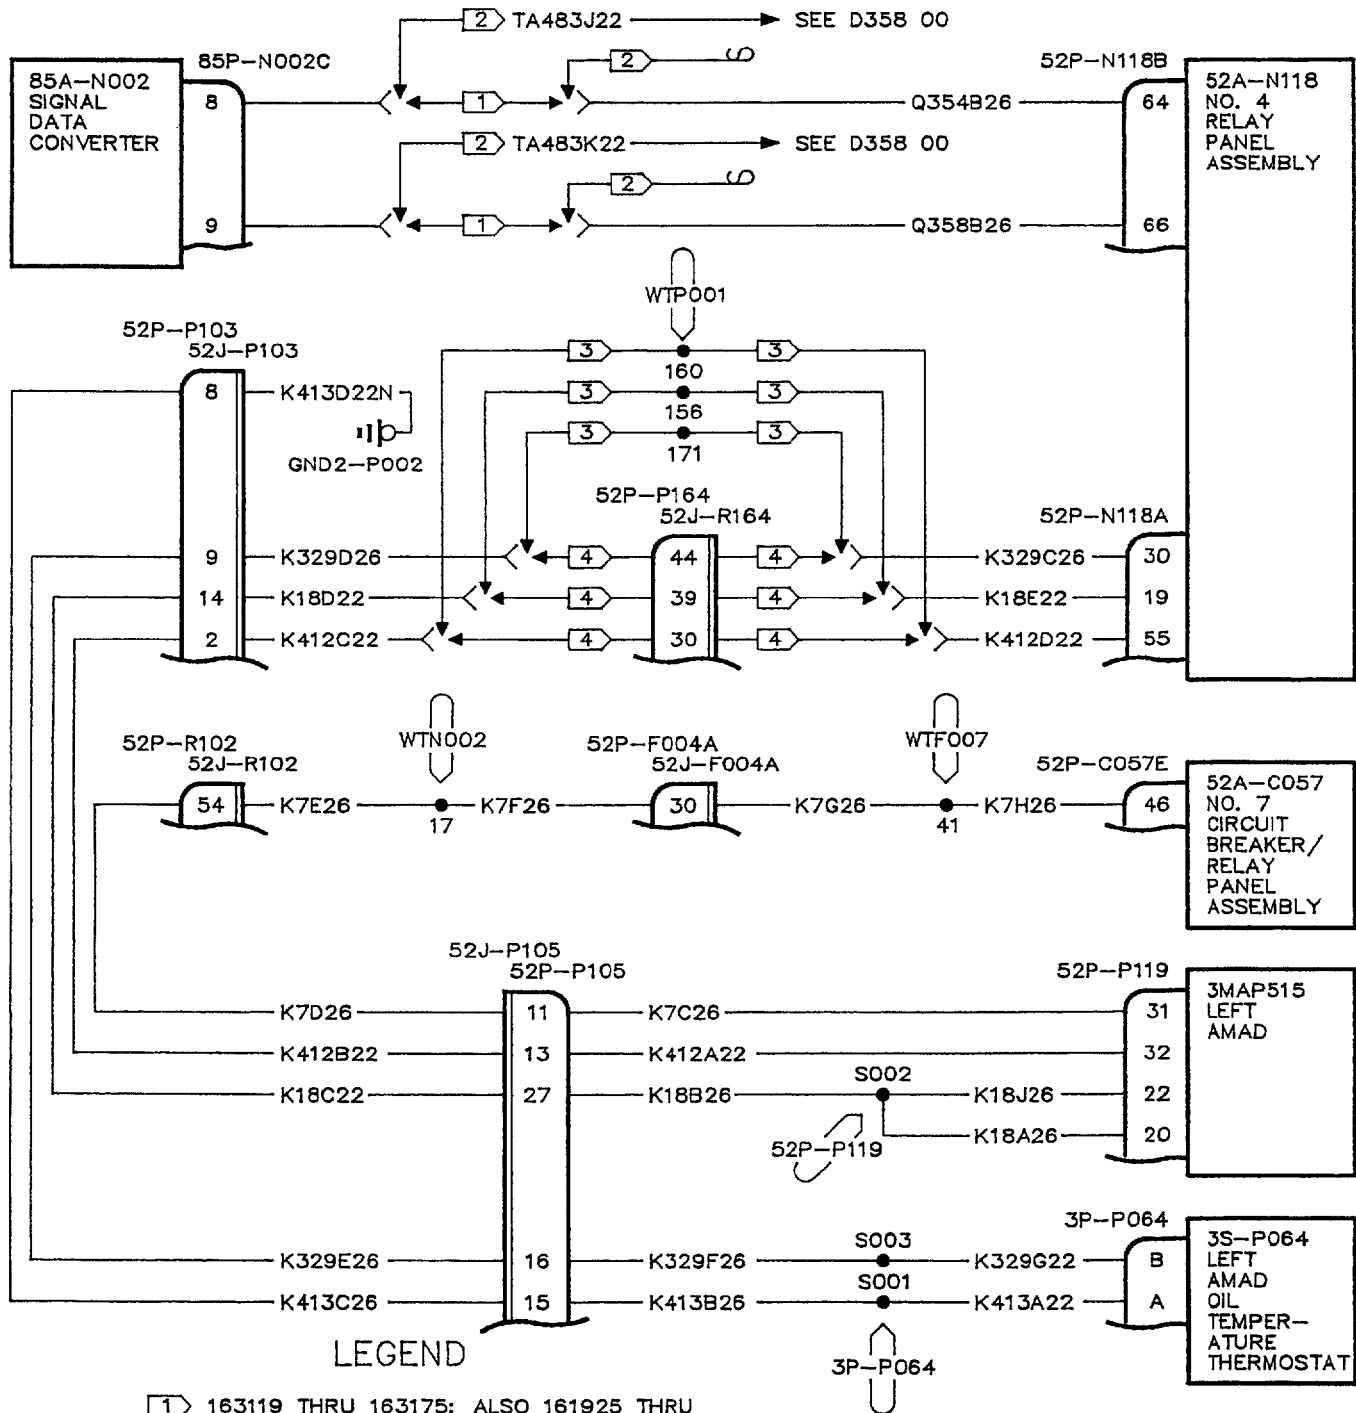 2 TA483J22 SEE D358 00
85P-N002C 2 52P-N118B
85A-N002
SIGNAL
DATA
CONVERTER
8 1 Q354B26 64
52A-N118
NO. 4
RELAY
PANEL
ASSEMBLY
2 TA483K22 SEE D358 00
2
9 1 Q358B26 66
WTP001
52P-P103
52J-P103
3 3
160
8 K413D22N 3 3
156
3 3
171
GND2-P002
52P-P164
52J-R164
52P-N118A
9 K329D26 4 44 4 K329C26 30
14 K18D22 4 39 4 K18E22 19
2 K412C22 4 30 4 K412D22 55
WTN002 WTF007
52P-R102
52J-R102
52P-F004A
52J-F004A
52P-C057E
54 K7E26 K7F26 30 K7G26 K7H26 46
17 41
52A-C057
NO. 7
CIRCUIT
BREAKER/
RELAY
PANEL
ASSEMBLY
52J-P105
52P-P105
52P-P119
3MAP515
LEFT
AMAD
K7D26 11 K7C26 31
K412B22 13 K412A22 32
S002
K18C22 27 K18B26 K18J26 22
K18A26 20
52P-P119
3P-P064
3S-P064
LEFT
AMAD
OIL
TEMPER-
ATURE
THERMOSTAT
S003
K329E26 16 K329F26 K329G22 B
S001
K413C26 15 K413B26 K413A22 A
3P-P064
LEGEND
1 163119 THRU 163175; ALSO 161925 THRU